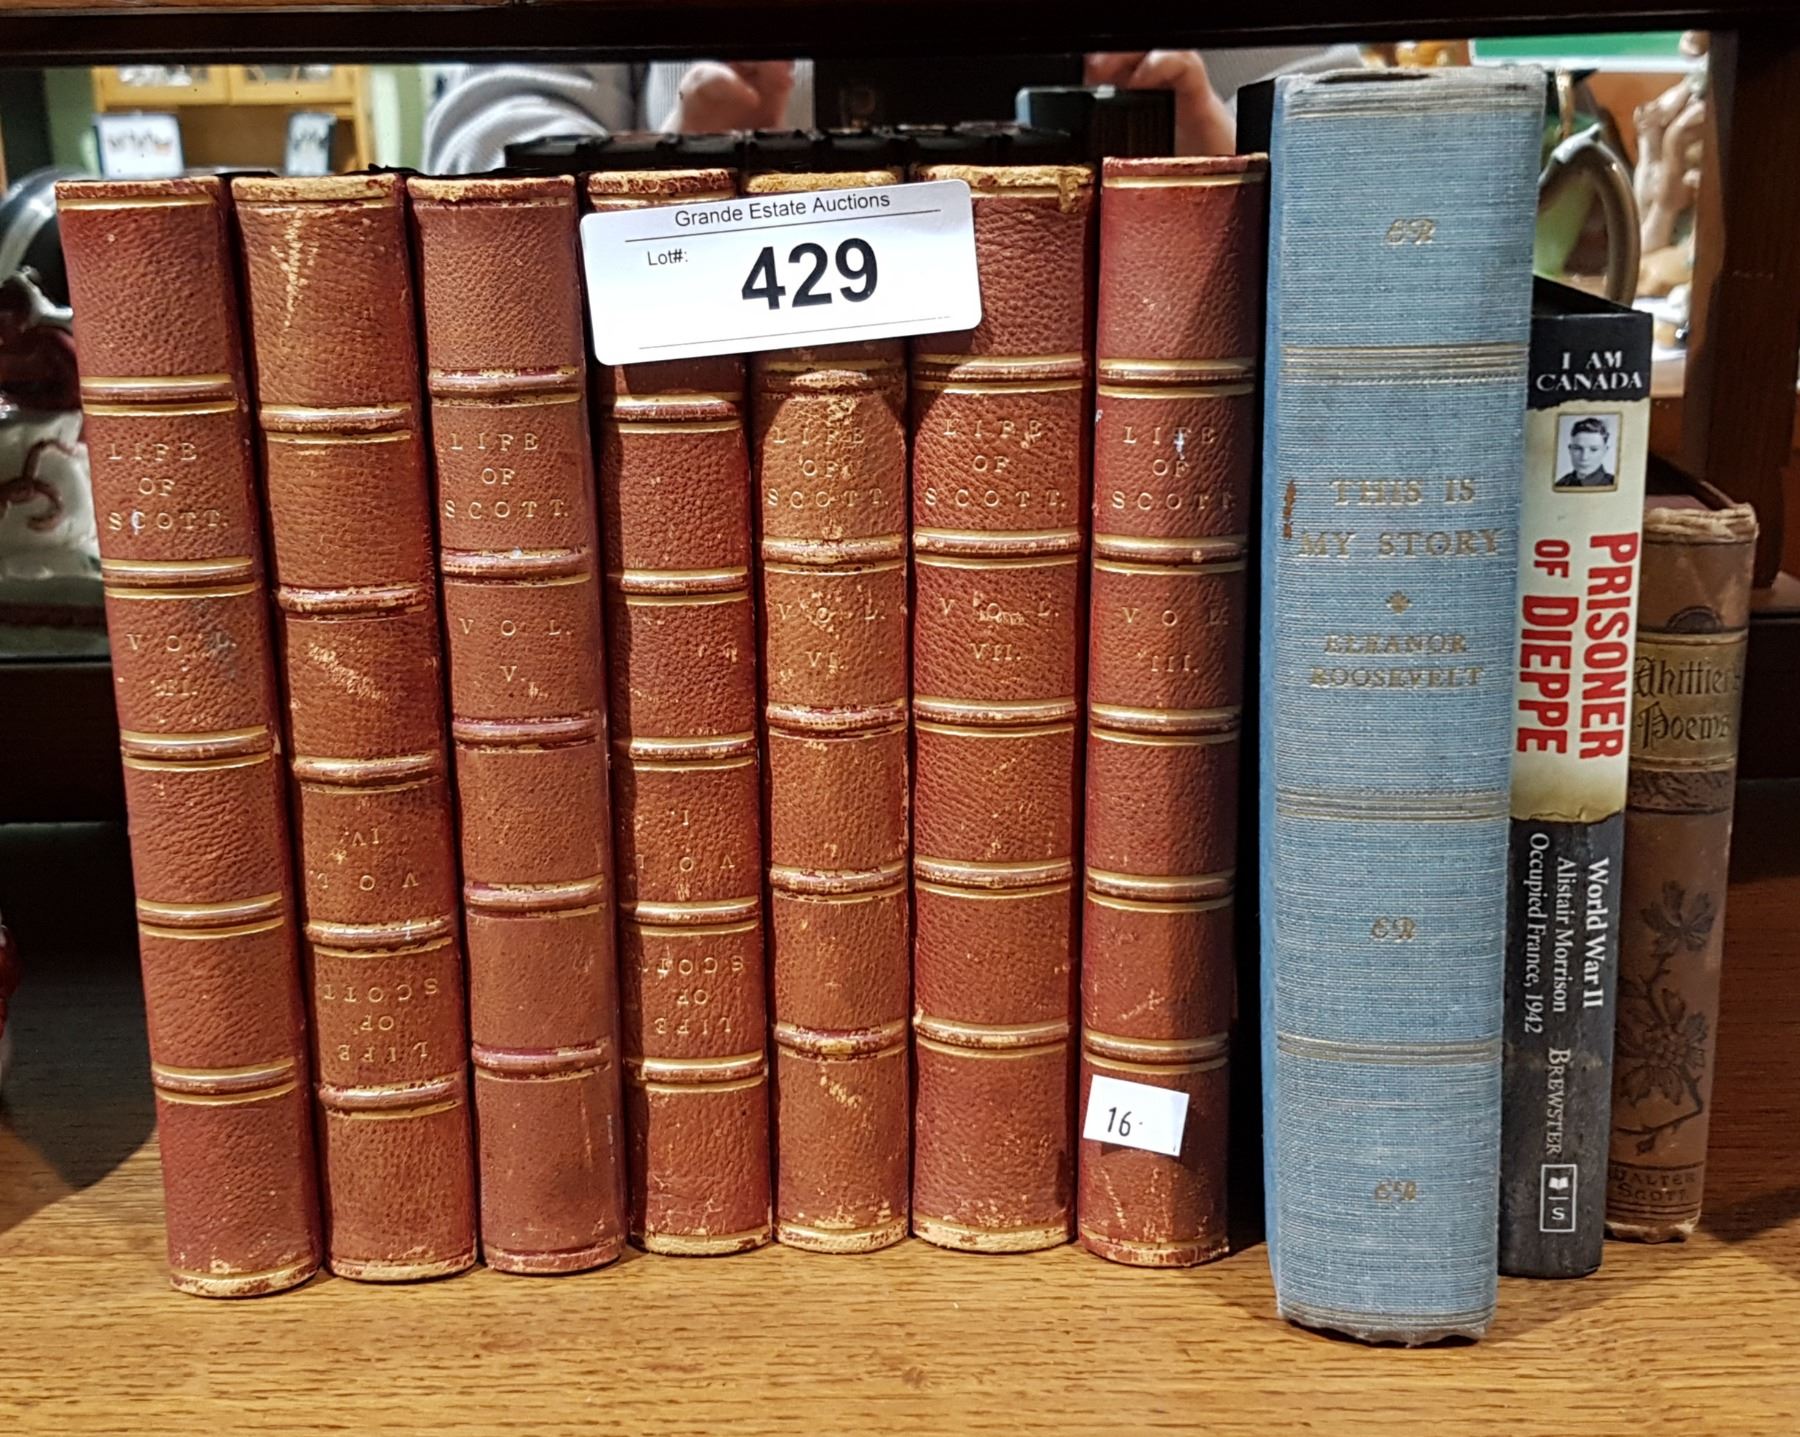 Grande Estate Auctions
Lot#:
429
LIFE
OF
SCOTT.
VOL.
II.
LIFE
OF
SCOTT
VOL.
IV.
LIFE
OF
SCOTT.
VOL.
V.
LIFE
OF
SCOTT
VOL
I.
LIFE
OF
SCOTT.
VOL.
VI.
LIFE
OF
SCOTT.
VOL.
VII.
LIFE
OF
SCOTT
VOL.
III.
16.
ER
THIS IS
MY STORY
ELEANOR
ROOSEVELT
ER
ER
I AM
CANADA
PRISONER
OF DIEPPE
World War II
Alistair Morrison
Occupied France, 1942
BREWSTER
S
Whittier's
Poems
WALTER
SCOTT